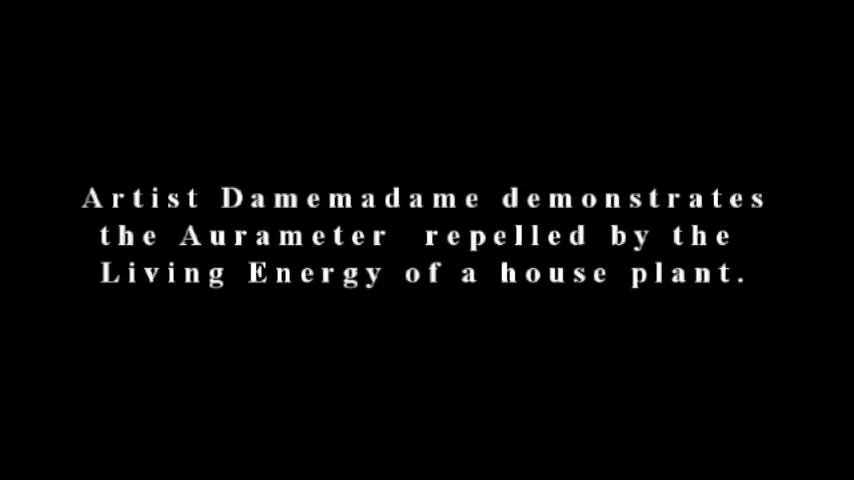 Artist Damemadame demonstrates
the Aurameter repelled by the
Living Energy of a house plant.